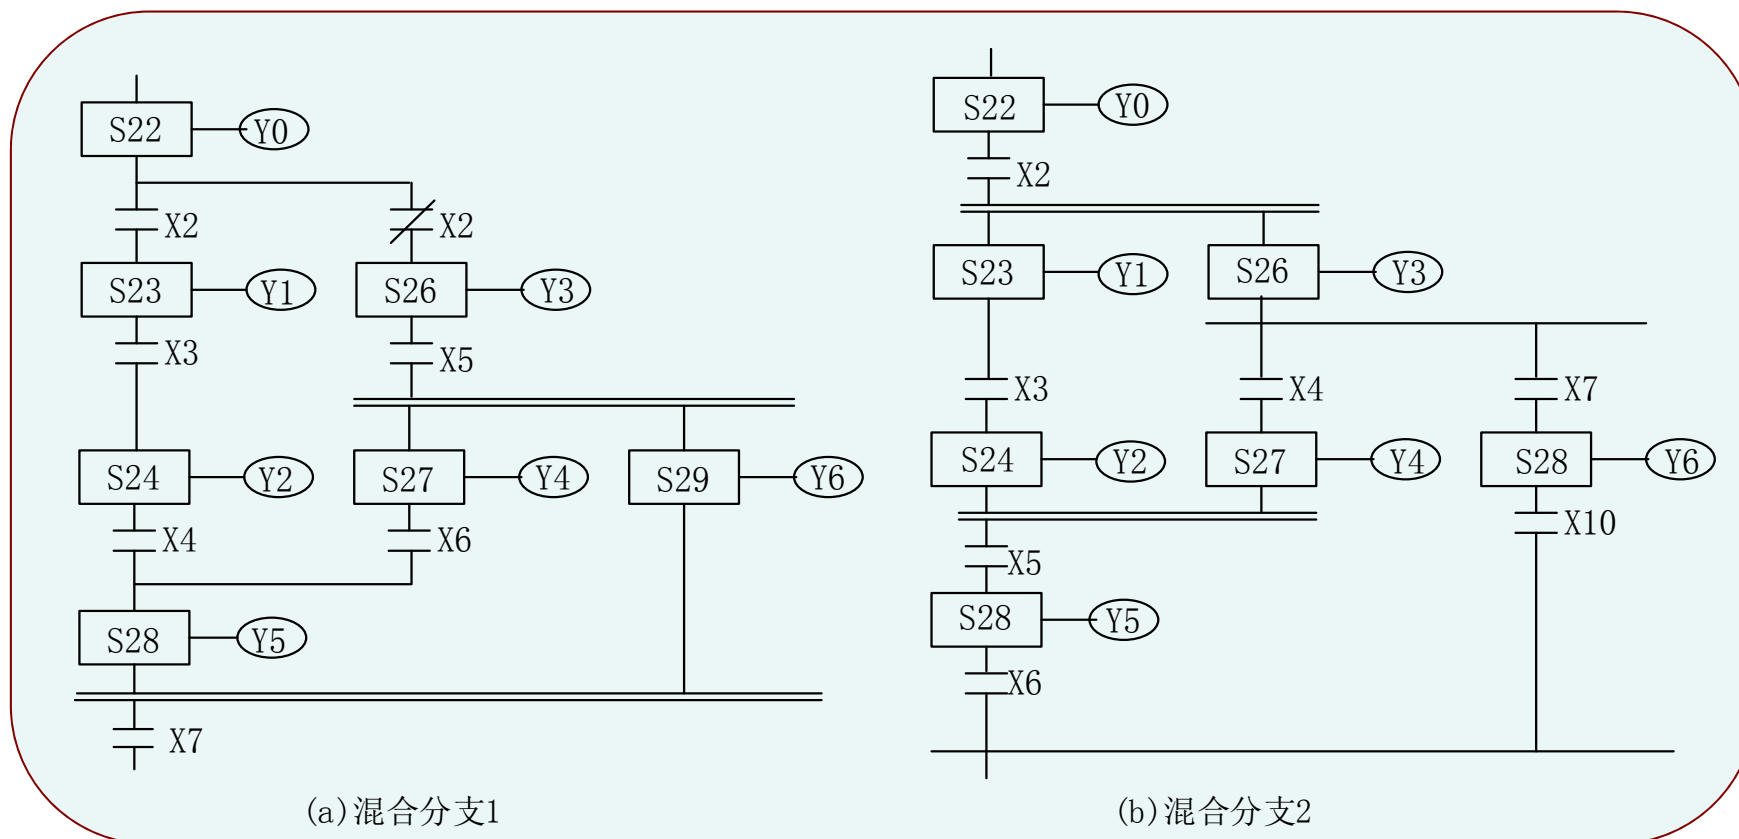 S22 Y0
X2 X2
S23 Y1 S26 Y3
X3 X5
S24 Y2 S27 Y4 S29 Y6
X4 X6
S28 Y5
X7
(a)混合分支1
S22 Y0
X2
S23 Y1 S26 Y3
X3 X4 X7
S24 Y2 S27 Y4 S28 Y6
X5 X10
S28 Y5
X6
(b)混合分支2